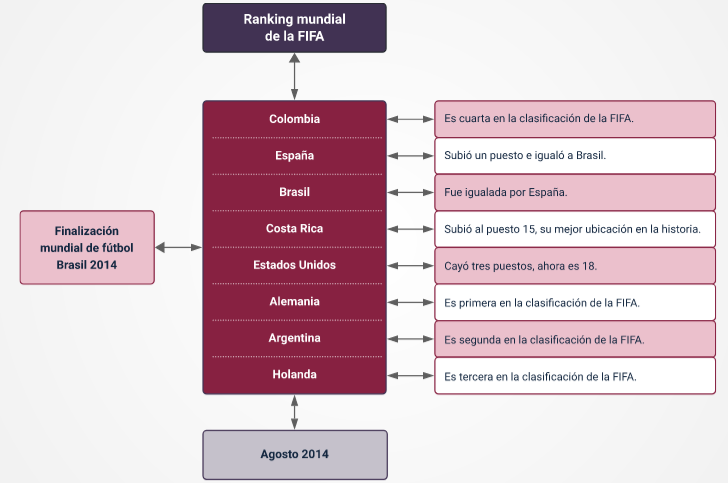 Ranking mundial
de la FIFA
Finalización
mundial de fútbol
Brasil 2014
Colombia
Es cuarta en la clasificación de la FIFA.
España
Subió un puesto e igualó a Brasil.
Brasil
Fue igualada por España.
Costa Rica
Subió al puesto 15, su mejor ubicación en la historia.
Estados Unidos
Cayó tres puestos, ahora es 18.
Alemania
Es primera en la clasificación de la FIFA.
Argentina
Es segunda en la clasificación de la FIFA.
Holanda
Es tercera en la clasificación de la FIFA.
Agosto 2014